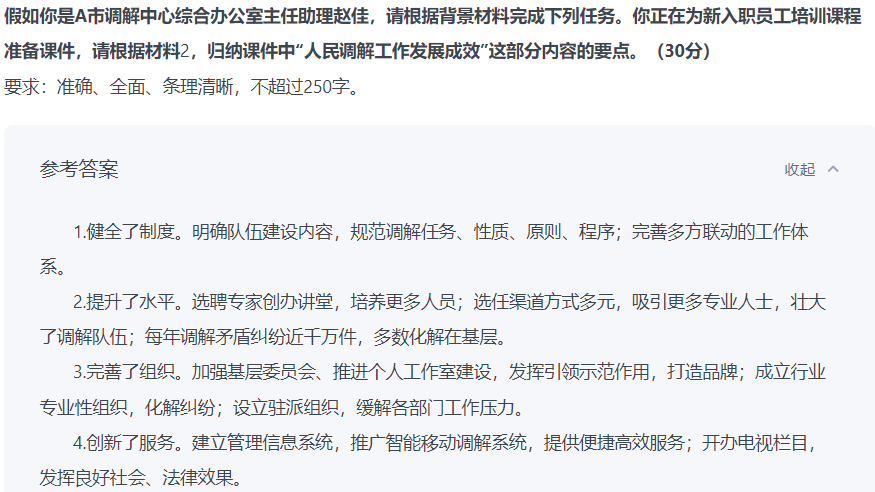 假如你是A市调解中心综合办公室主任助理赵佳，请根据背景材料完成下列任务。你正在为新入职员工培训课程
准备课件，请根据材料2，归纳课件中“人民调解工作发展成效”这部分内容的要点。（30分）
要求：准确、全面、条理清晰，不超过250字。
参考答案
收起
1.健全了制度。明确队伍建设内容，规范调解任务、性质、原则、程序；完善多方联动的工作体
系。
2.提升了水平。选聘专家创办讲堂，培养更多人员；选任渠道方式多元，吸引更多专业人士，壮大
了调解队伍；每年调解矛盾纠纷近千万件，多数化解在基层。
3.完善了组织。加强基层委员会、推进个人工作室建设，发挥引领示范作用，打造品牌；成立行业
专业性组织，化解纠纷；设立驻派组织，缓解各部门工作压力。
4.创新了服务。建立管理信息系统，推广智能移动调解系统，提供便捷高效服务；开办电视栏目，
发挥良好社会、法律效果。